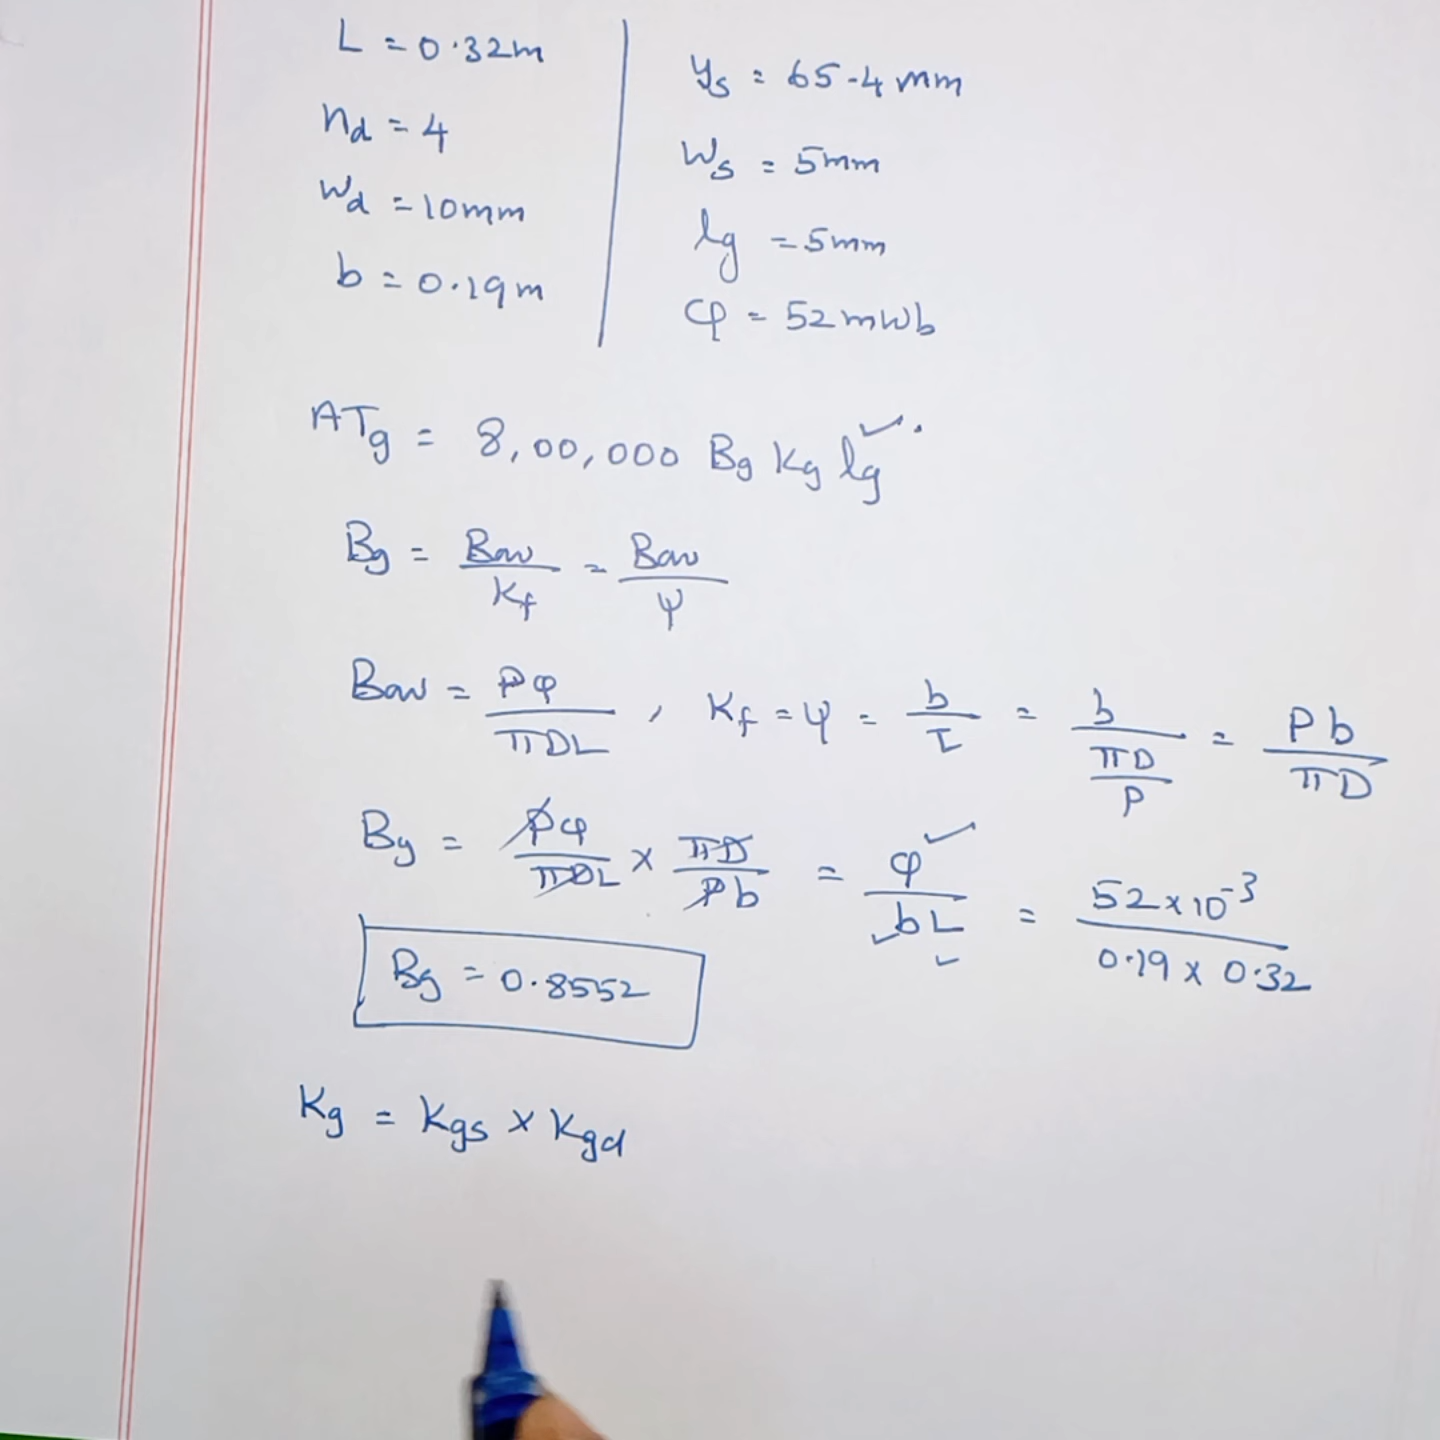 L = 0.32m
nd = 4
Wd = 10mm
b = 0.19m
ys = 65.4 mm
Ws = 5mm
lg = 5mm
φ = 52mWb
ATg = 8,00,000 Bg Kg lg ✓.
Bg = Bav / Kf = Bav / ψ
Bav = Pφ / πDL , Kf = ψ = b / τ = b / (πD / P) = Pb / πD
Bg = Pφ / πDL × πD / Pb = φ ✓ / ✓ bL ✓ = 52×10⁻³ / 0.19 × 0.32
Bg = 0.8552
Kg = Kgs × Kgd